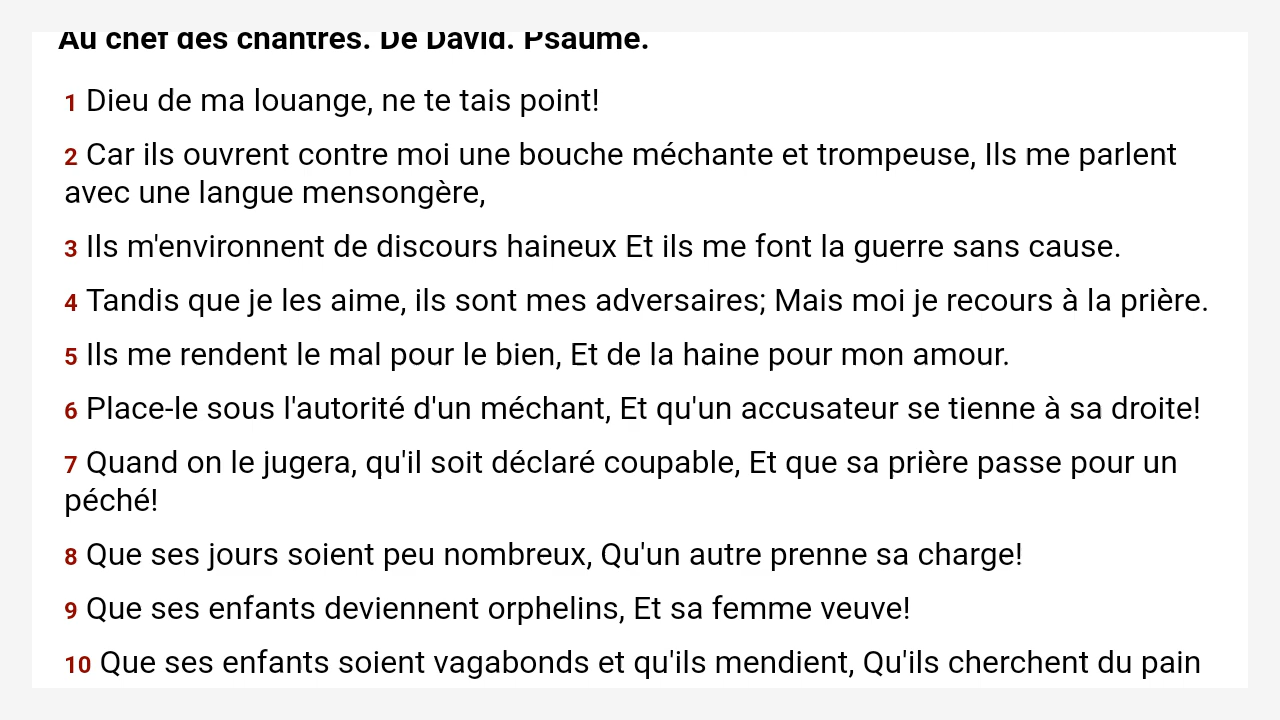 Au chef des chantres. De David. Psaume.
1 Dieu de ma louange, ne te tais point!
2 Car ils ouvrent contre moi une bouche méchante et trompeuse, Ils me parlent
avec une langue mensongère,
3 Ils m'environnent de discours haineux Et ils me font la guerre sans cause.
4 Tandis que je les aime, ils sont mes adversaires; Mais moi je recours à la prière.
5 Ils me rendent le mal pour le bien, Et de la haine pour mon amour.
6 Place-le sous l'autorité d'un méchant, Et qu'un accusateur se tienne à sa droite!
7 Quand on le jugera, qu'il soit déclaré coupable, Et que sa prière passe pour un
péché!
8 Que ses jours soient peu nombreux, Qu'un autre prenne sa charge!
9 Que ses enfants deviennent orphelins, Et sa femme veuve!
10 Que ses enfants soient vagabonds et qu'ils mendient, Qu'ils cherchent du pain